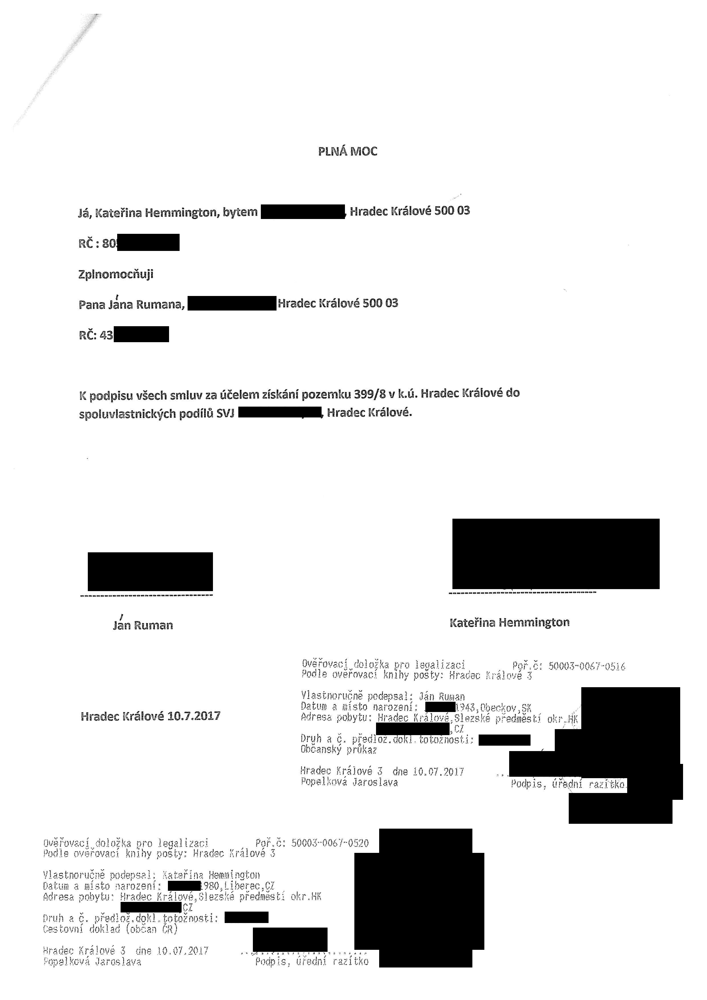 PLNÁ MOC
Já, Kateřina Hemmington, bytem , Hradec Králové 500 03
RČ : 80
Zplnomocňuji
Pana Jána Rumana, Hradec Králové 500 03
RČ: 43
K podpisu všech smluv za účelem získání pozemku 399/8 v k.ú. Hradec Králové do
spoluvlastnických podílů SVJ , Hradec Králové.
Ján Ruman
Kateřina Hemmington
Ověřovací doložka pro legalizaci Poř.č: 50003-0067-0516
Podle ověřovací knihy pošty: Hradec Králové 3
Vlastnoručně podepsal: Ján Ruman
Datum a místo narození: 1943,Obeckov,SK
Adresa pobytu: Hradec Králové,Slezské předměstí okr.HK
,CZ
Druh a č. předlož.dokl.totožnosti:
Občanský průkaz
Hradec Králové 3 dne 10.07.2017
Popelková Jaroslava Podpis, úřední razítko
Hradec Králové 10.7.2017
Ověřovací doložka pro legalizaci Poř.č: 50003-0067-0520
Podle ověřovací knihy pošty: Hradec Králové 3
Vlastnoručně podepsal: Kateřina Hemmington
Datum a místo narození: 1980,Liberec,CZ
Adresa pobytu: Hradec Králové,Slezské předměstí okr.HK
CZ
Druh a č. předlož.dokl.totožnosti:
Cestovní doklad (občan ČR)
Hradec Králové 3 dne 10.07.2017
Popelková Jaroslava Podpis, úřední razítko